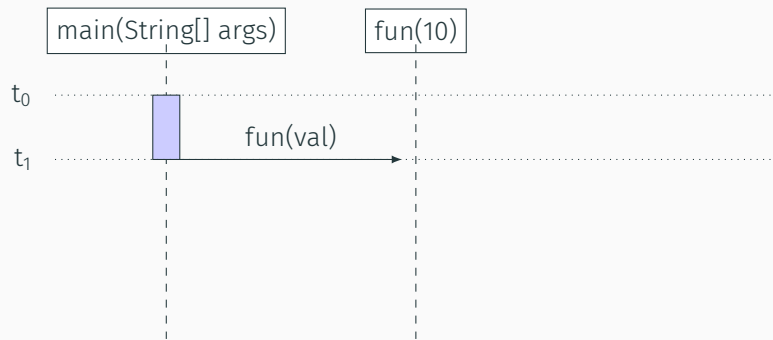 main(String[] args) fun(10)
t₀
fun(val)
t₁